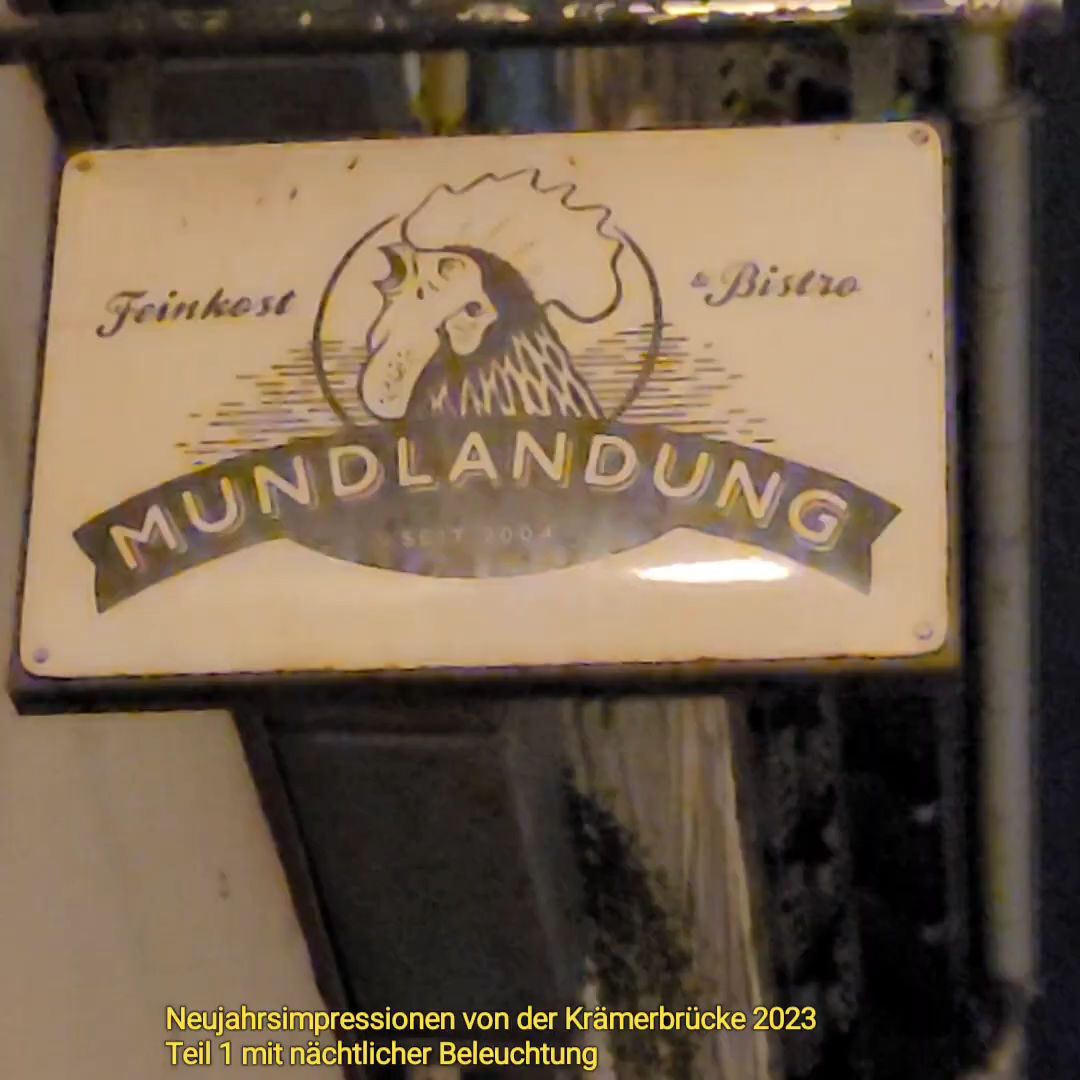 Feinkost & Bistro
MUNDLANDUNG
SEIT 2004
Neujahrsimpressionen von der Krämerbrücke 2023
Teil 1 mit nächtlicher Beleuchtung